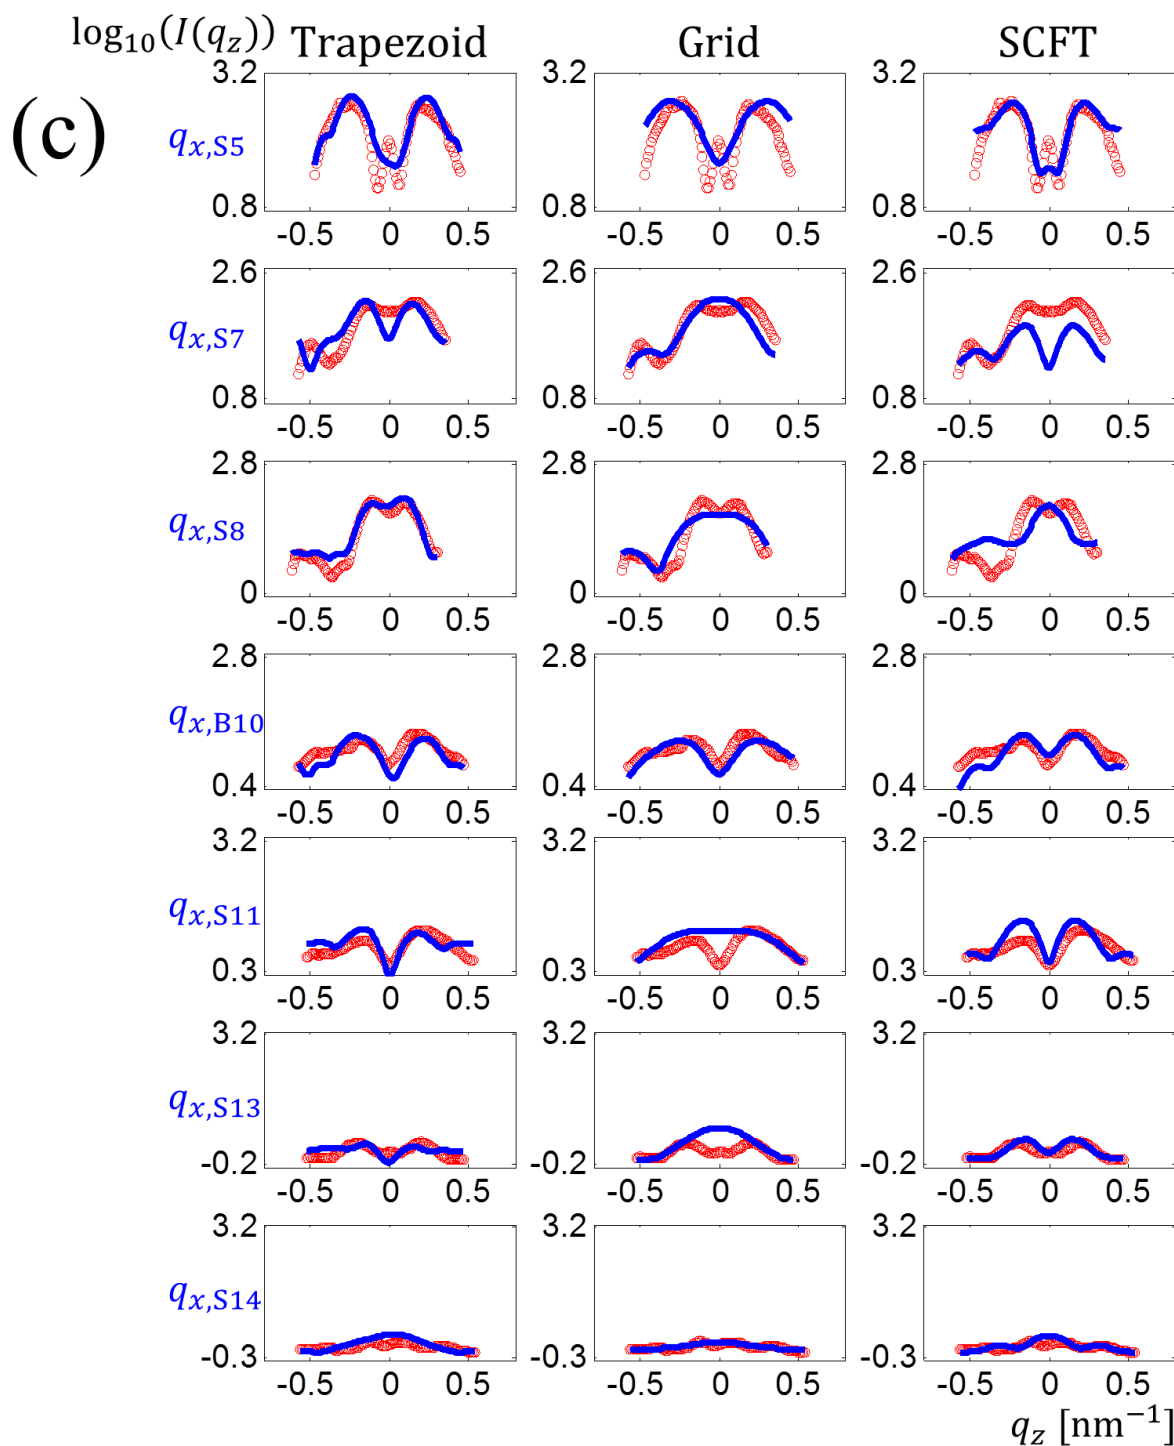 log₁₀(I(q_z)) Trapezoid Grid SCFT
(c)
q_x,S5
3.2 3.2 3.2
0.8 0.8 0.8
-0.5 0 0.5 -0.5 0 0.5 -0.5 0 0.5
q_x,S7
2.6 2.6 2.6
0.8 0.8 0.8
-0.5 0 0.5 -0.5 0 0.5 -0.5 0 0.5
q_x,S8
2.8 2.8 2.8
0 0 0
-0.5 0 0.5 -0.5 0 0.5 -0.5 0 0.5
q_x,B10
2.8 2.8 2.8
0.4 0.4 0.4
-0.5 0 0.5 -0.5 0 0.5 -0.5 0 0.5
q_x,S11
3.2 3.2 3.2
0.3 0.3 0.3
-0.5 0 0.5 -0.5 0 0.5 -0.5 0 0.5
q_x,S13
3.2 3.2 3.2
-0.2 -0.2 -0.2
-0.5 0 0.5 -0.5 0 0.5 -0.5 0 0.5
q_x,S14
3.2 3.2 3.2
-0.3 -0.3 -0.3
-0.5 0 0.5 -0.5 0 0.5 -0.5 0 0.5
q_z [nm⁻¹]